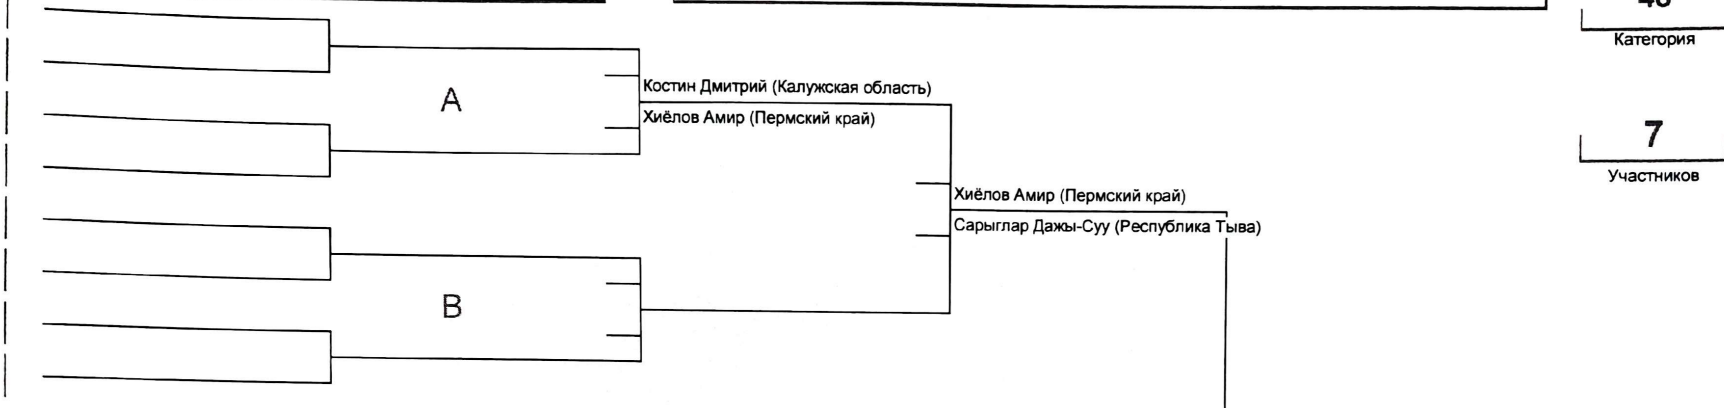 Категория
A
Костин Дмитрий (Калужская область)
Хиёлов Амир (Пермский край)
7
Участников
Хиёлов Амир (Пермский край)
Сарыглар Дажы-Суу (Республика Тыва)
B